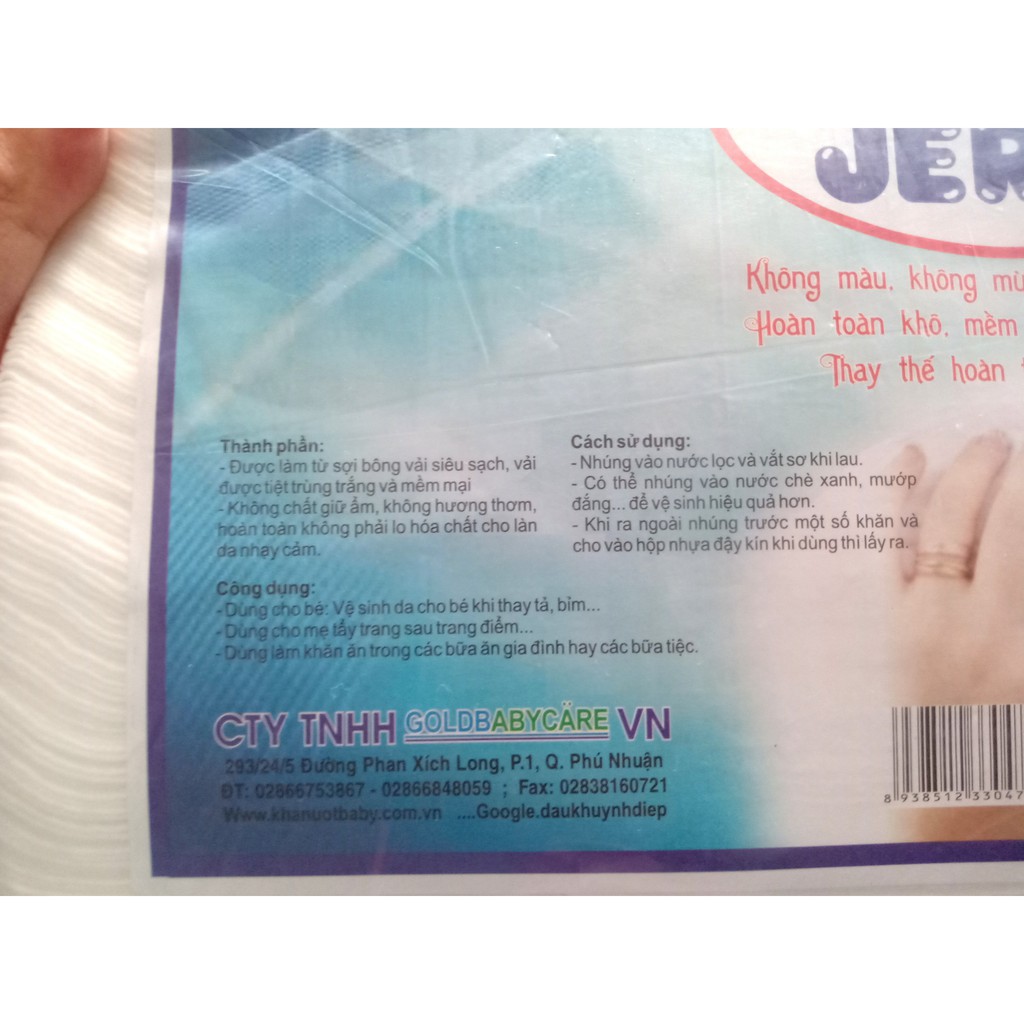 JER
Không màu, không mù
Hoàn toàn khô, mềm
Thay thế hoàn
Thành phần:
- Được làm từ sợi bông vải siêu sạch, vải
được tiệt trùng trắng và mềm mại
- Không chất giữ ẩm, không hương thơm,
hoàn toàn không phải lo hóa chất cho làn
da nhạy cảm.
Công dụng:
- Dùng cho bé: Vệ sinh da cho bé khi thay tả, bỉm...
- Dùng cho mẹ tẩy trang sau trang điểm...
- Dùng làm khăn ăn trong các bữa ăn gia đình hay các bữa tiệc.
Cách sử dụng:
- Nhúng vào nước lọc và vắt sơ khi lau.
- Có thể nhúng vào nước chè xanh, mướp
đắng... để vệ sinh hiệu quả hơn.
- Khi ra ngoài nhúng trước một số khăn và
cho vào hộp nhựa đậy kín khi dùng thì lấy ra.
CTY TNHH GOLDBABYCÄRE VN
293/24/5 Đường Phan Xích Long, P.1, Q. Phú Nhuận
ĐT: 02866753867 - 02866848059 ; Fax: 02838160721
Www.khanuotbaby.com.vn ....Google.daukhuynhdiep
8 938512 33047